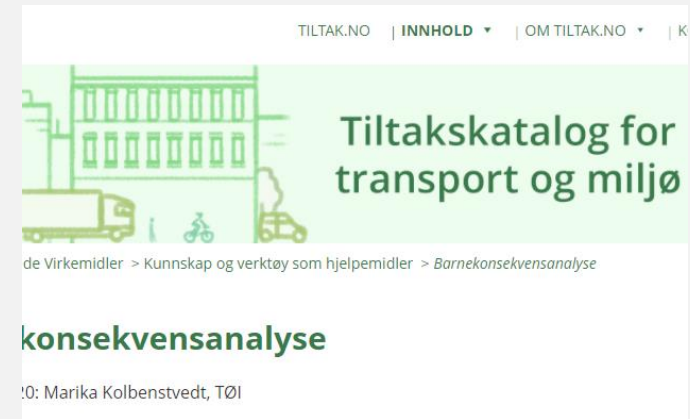 TILTAK.NO | INNHOLD ▾ | OM TILTAK.NO ▾ | K
Tiltakskatalog for
transport og miljø
de Virkemidler > Kunnskap og verktøy som hjelpemidler > Barnekonsekvensanalyse
konsekvensanalyse
20: Marika Kolbenstvedt, TØI